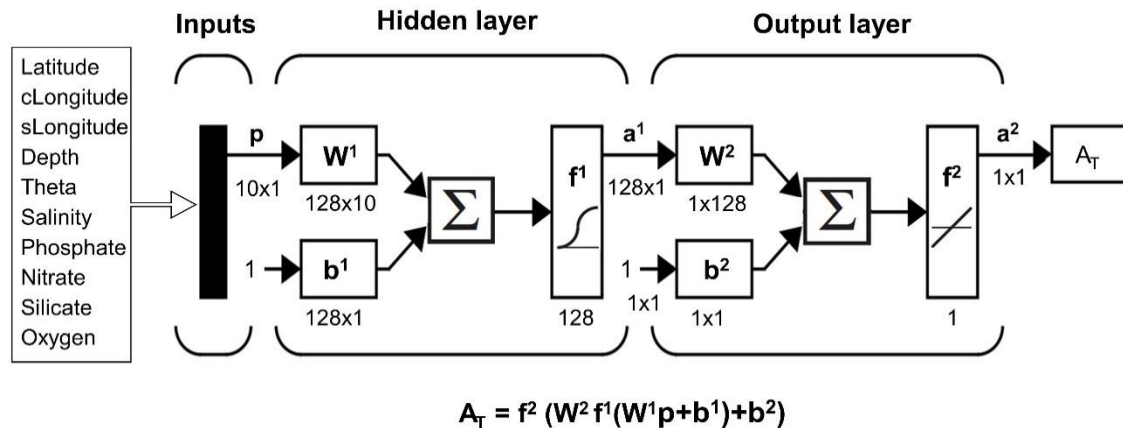 Inputs
Hidden layer
Output layer
Latitude
cLongitude
sLongitude
Depth
Theta
Salinity
Phosphate
Nitrate
Silicate
Oxygen
p
10x1
W¹
128x10
1
b¹
128x1
Σ
f¹
128
a¹
128x1
W²
1x128
1
1x1
b²
1x1
Σ
f²
1
a²
1x1
A_T
A_T = f² (W² f¹(W¹p+b¹)+b²)